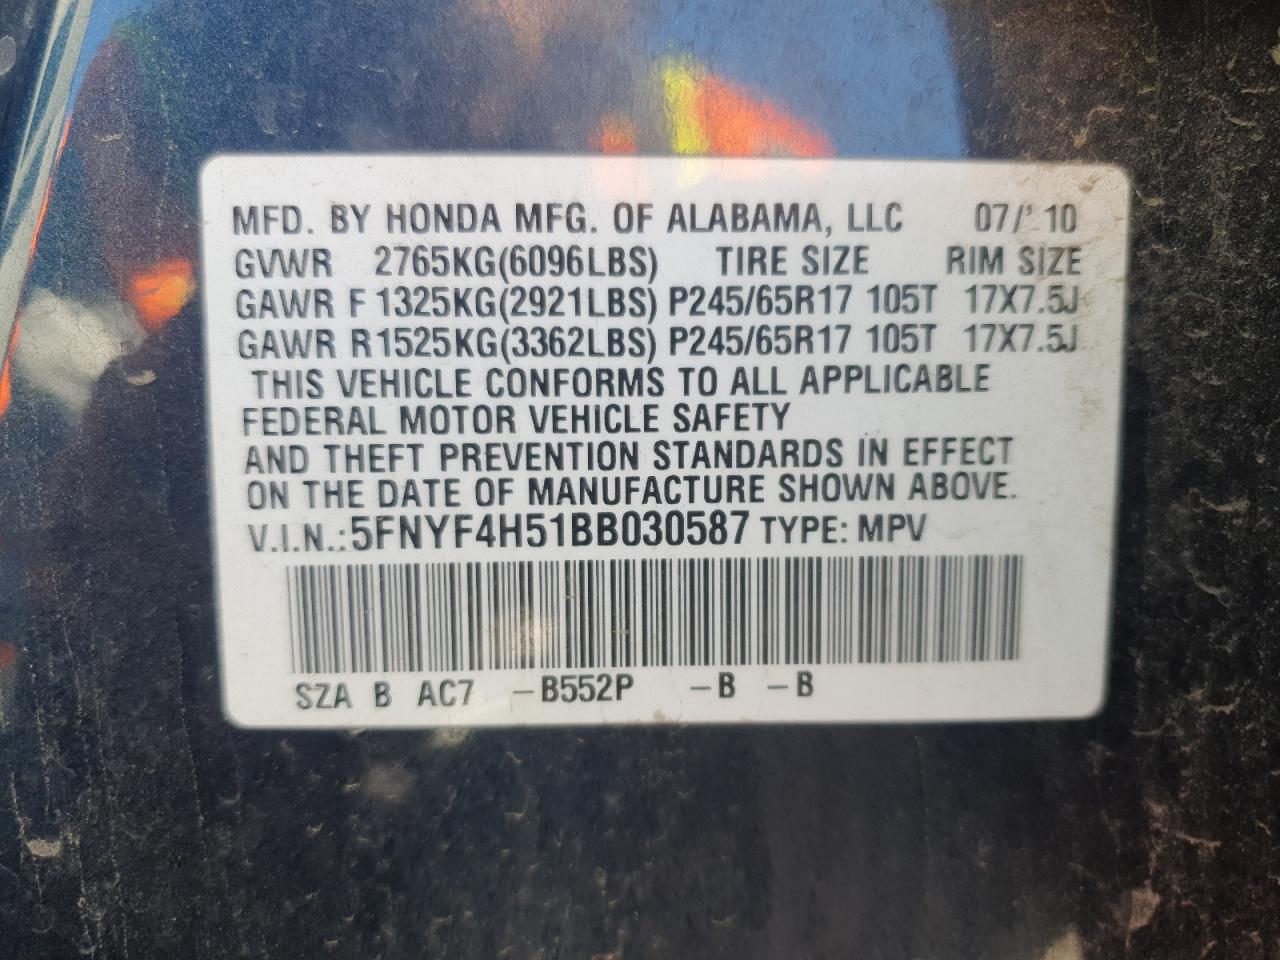 MFD. BY HONDA MFG. OF ALABAMA, LLC 07/' 10
GVWR 2765KG(6096LBS) TIRE SIZE RIM SIZE
GAWR F 1325KG(2921LBS) P245/65R17 105T 17X7.5J
GAWR R 1525KG(3362LBS) P245/65R17 105T 17X7.5J
THIS VEHICLE CONFORMS TO ALL APPLICABLE
FEDERAL MOTOR VEHICLE SAFETY
AND THEFT PREVENTION STANDARDS IN EFFECT
ON THE DATE OF MANUFACTURE SHOWN ABOVE.
V.I.N.:5FNYF4H51BB030587 TYPE: MPV
SZA B AC7 -B552P -B -B